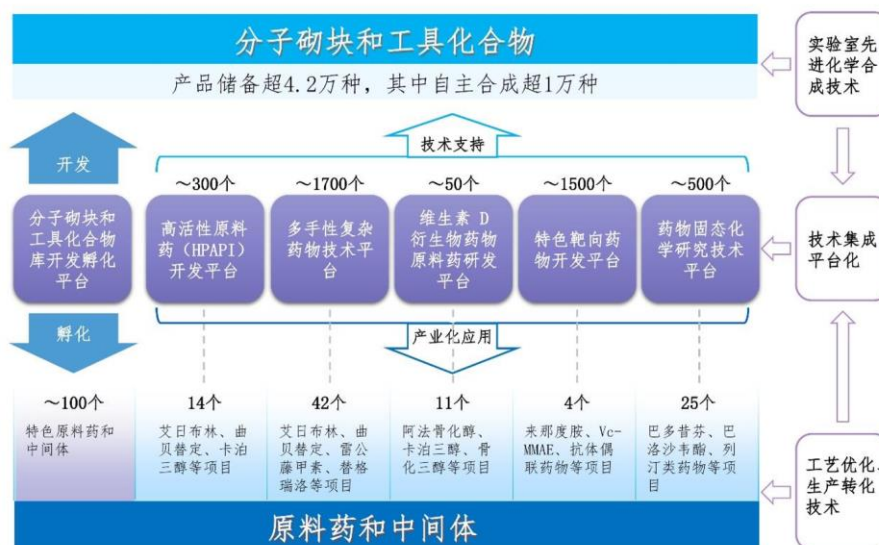 分子砌块和工具化合物
产品储备超4.2万种，其中自主合成超1万种
实验室先
进化学合
成技术
开发
技术支持
～300个
～1700个
～50个
～1500个
～500个
分子砌块和
工具化合物
库开发孵化
平台
高活性原料
药（HPAPI）
开发平台
多手性复杂
药物技术平
台
维生素 D
衍生物药物
原料药研发
平台
特色靶向药
物开发平台
药物固态化
学研究技术
平台
技术集成
平台化
孵化
产业化应用
～100个
14个
42个
11个
4个
25个
特色原料药和
中间体
艾日布林、曲
贝替定、卡泊
三醇等项目
艾日布林、曲
贝替定、雷公
藤甲素、替格
瑞洛等项目
阿法骨化醇、
卡泊三醇、骨
化三醇等项目
来那度胺、Vc-
MMAE、抗体偶
联药物等项目
巴多昔芬、巴
洛沙韦酯、列
汀类药物等项
目
工艺优化、
生产转化
技术
原料药和中间体